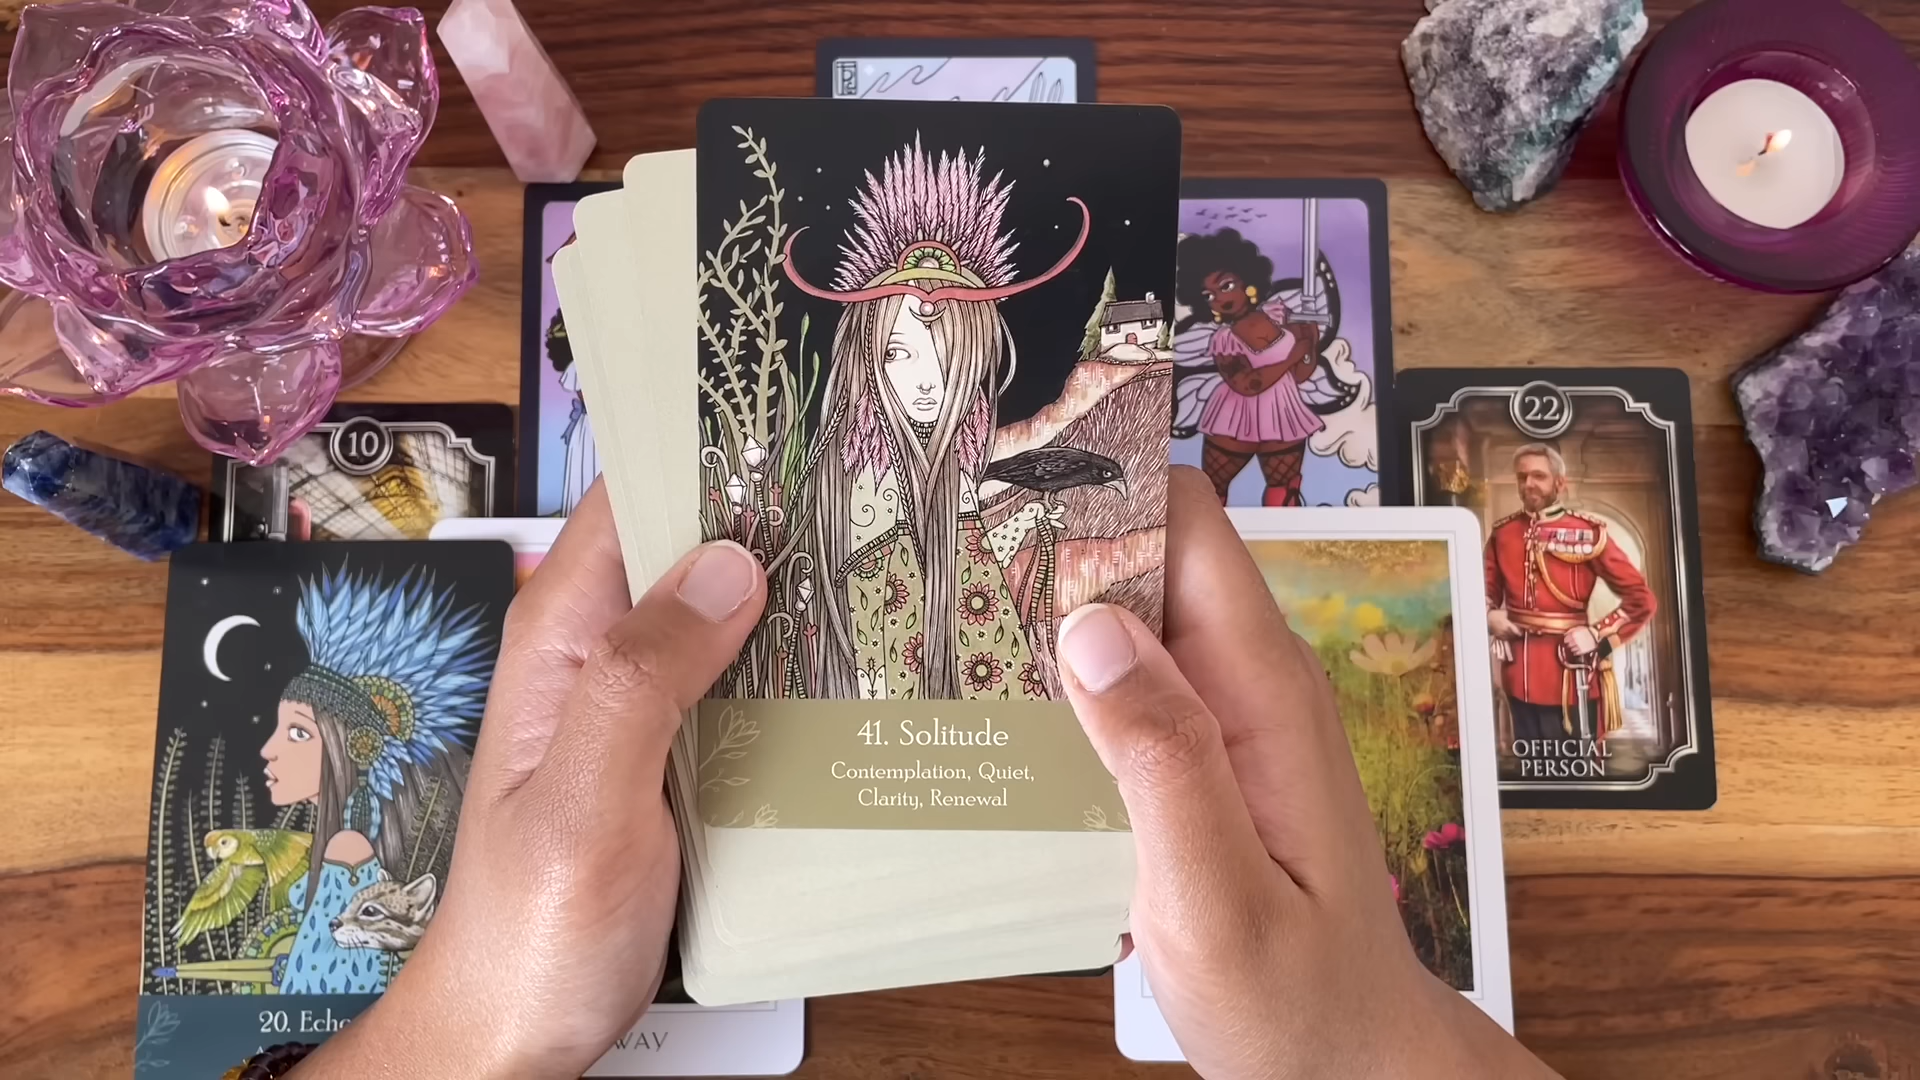 10
22
41. Solitude
Contemplation, Quiet,
Clarity, Renewal
OFFICIAL
PERSON
20. Echo
WAY